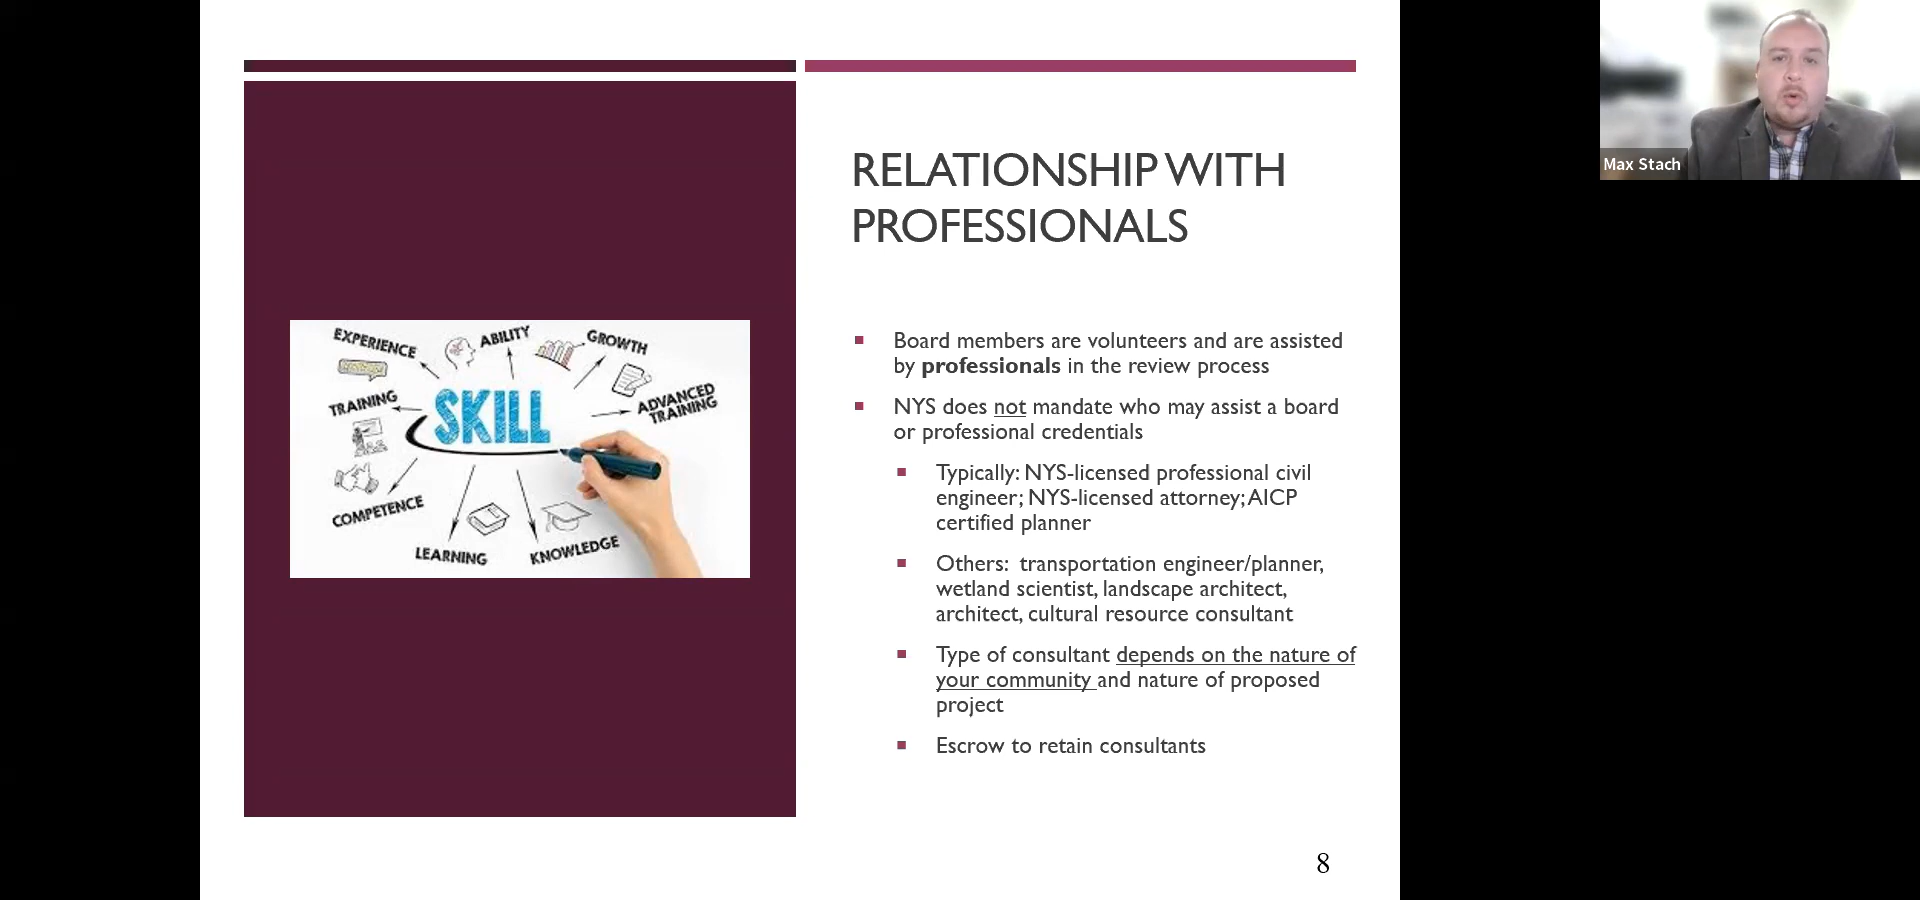 RELATIONSHIP WITH
PROFESSIONALS
Board members are volunteers and are assisted
by professionals in the review process
NYS does not mandate who may assist a board
or professional credentials
Typically: NYS-licensed professional civil
engineer; NYS-licensed attorney; AICP
certified planner
Others: transportation engineer/planner,
wetland scientist, landscape architect,
architect, cultural resource consultant
Type of consultant depends on the nature of
your community and nature of proposed
project
Escrow to retain consultants
8
EXPERIENCE
ABILITY
GROWTH
TRAINING
SKILL
ADVANCED
TRAINING
COMPETENCE
LEARNING
KNOWLEDGE
Max Stach